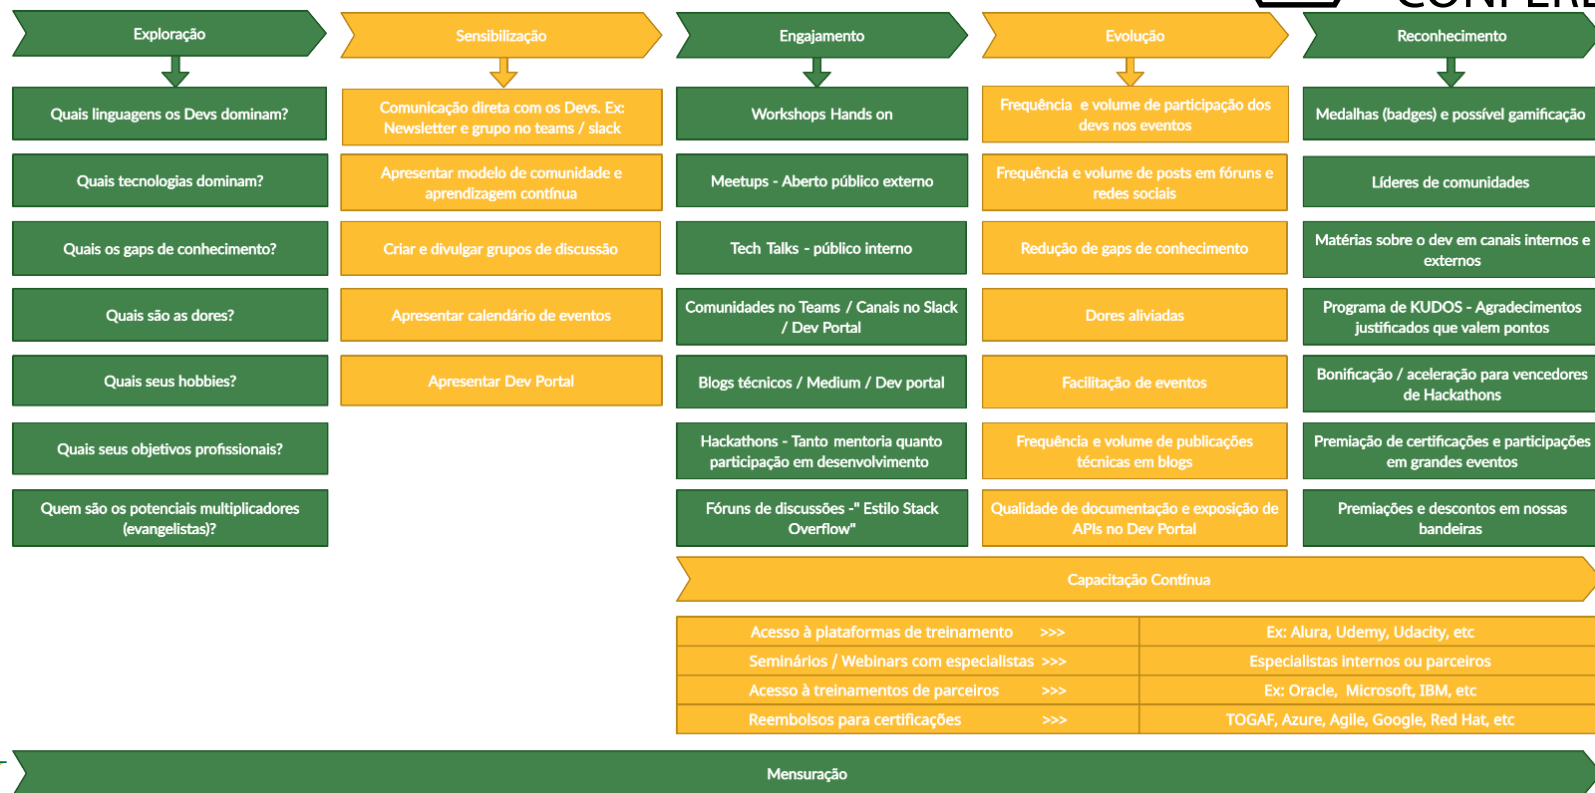 Exploração
Quais linguagens os Devs dominam?
Quais tecnologias dominam?
Quais os gaps de conhecimento?
Quais são as dores?
Quais seus hobbies?
Quais seus objetivos profissionais?
Quem são os potenciais multiplicadores
(evangelistas)?
Sensibilização
Comunicação direta com os Devs. Ex:
Newsletter e grupo no teams / slack
Apresentar modelo de comunidade e
aprendizagem contínua
Criar e divulgar grupos de discussão
Apresentar calendário de eventos
Apresentar Dev Portal
Engajamento
Workshops Hands on
Meetups - Aberto público externo
Tech Talks - público interno
Comunidades no Teams / Canais no Slack
/ Dev Portal
Blogs técnicos / Medium / Dev portal
Hackathons - Tanto mentoria quanto
participação em desenvolvimento
Fóruns de discussões -" Estilo Stack
Overflow"
Evolução
Frequência e volume de participação dos
devs nos eventos
Frequência e volume de posts em fóruns e
redes sociais
Redução de gaps de conhecimento
Dores aliviadas
Facilitação de eventos
Frequência e volume de publicações
técnicas em blogs
Qualidade de documentação e exposição de
APIs no Dev Portal
Reconhecimento
Medalhas (badges) e possível gamificação
Líderes de comunidades
Matérias sobre o dev em canais internos e
externos
Programa de KUDOS - Agradecimentos
justificados que valem pontos
Bonificação / aceleração para vencedores
de Hackathons
Premiação de certificações e participações
em grandes eventos
Premiações e descontos em nossas
bandeiras
Capacitação Contínua
Acesso à plataformas de treinamento >>> Ex: Alura, Udemy, Udacity, etc
Seminários / Webinars com especialistas >>> Especialistas internos ou parceiros
Acesso à treinamentos de parceiros >>> Ex: Oracle, Microsoft, IBM, etc
Reembolsos para certificações >>> TOGAF, Azure, Agile, Google, Red Hat, etc
Mensuração